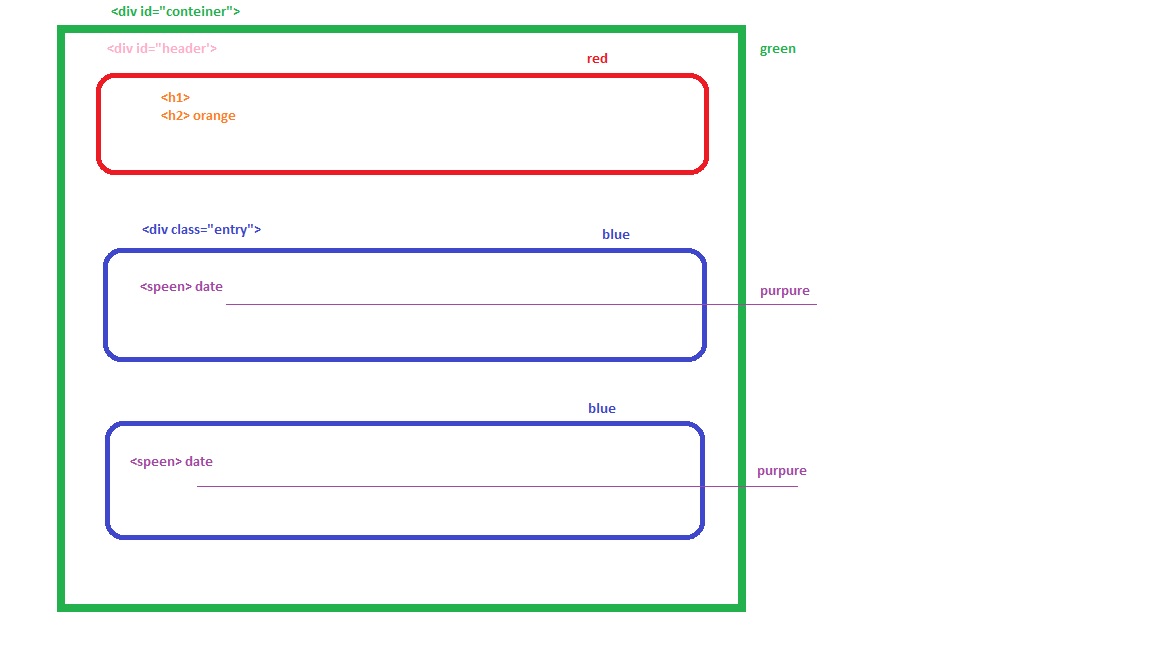 <div id="conteiner">
<div id="header'>
green
red
<h1>
<h2> orange
<div class="entry">
blue
<speen> date
purpure
blue
<speen> date
purpure